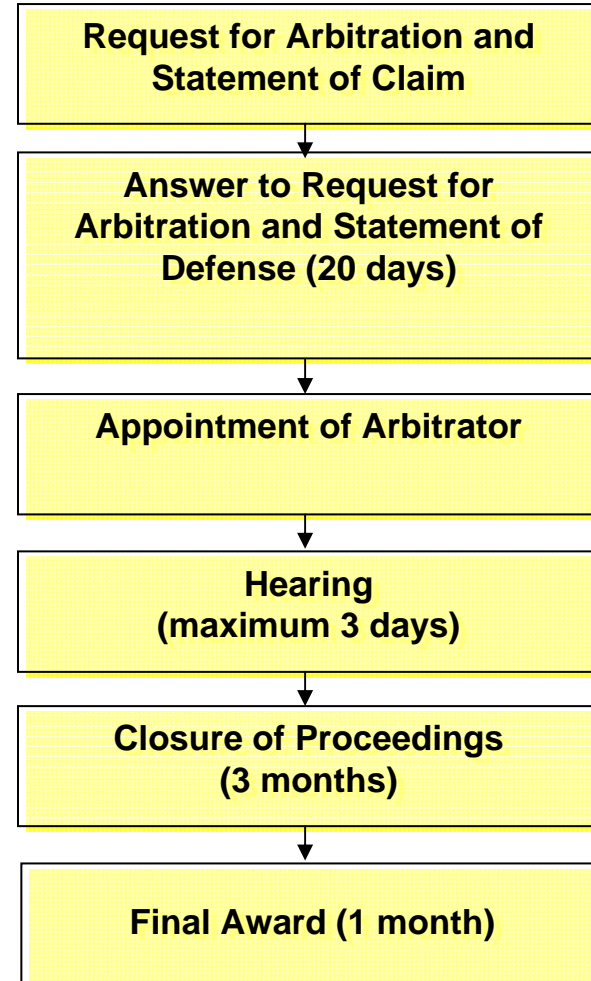 Request for Arbitration and
Statement of Claim
Answer to Request for
Arbitration and Statement of
Defense (20 days)
Appointment of Arbitrator
Hearing
(maximum 3 days)
Closure of Proceedings
(3 months)
Final Award (1 month)